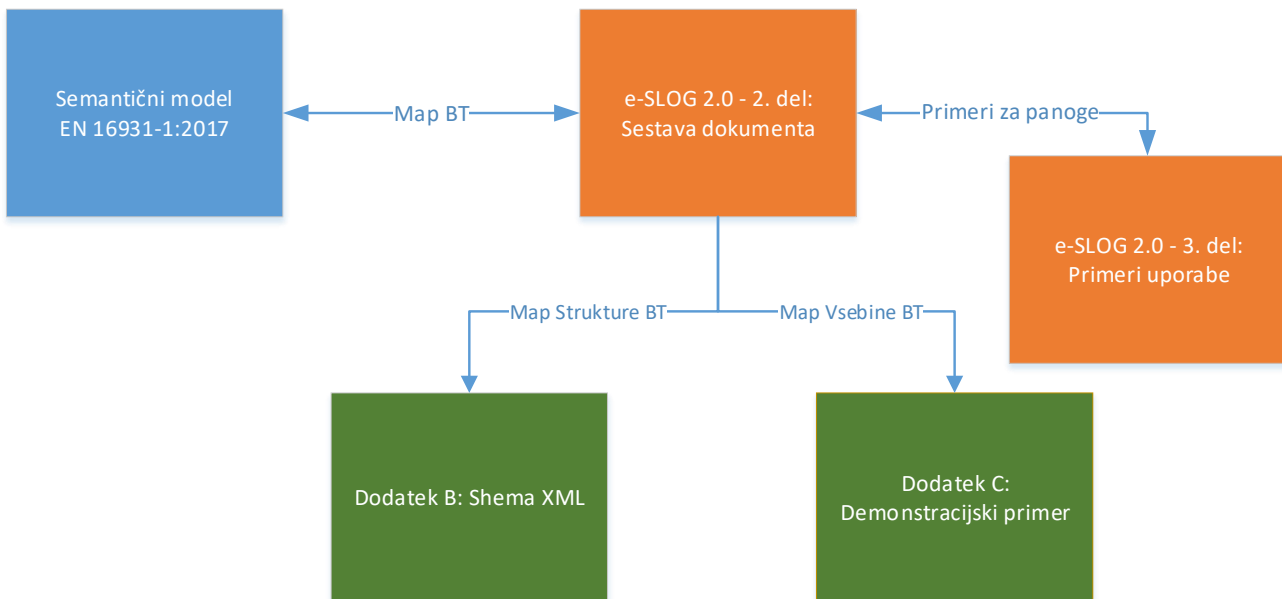 Semantični model
EN 16931-1:2017
Map BT
e-SLOG 2.0 - 2. del:
Sestava dokumenta
Primeri za panoge
e-SLOG 2.0 - 3. del:
Primeri uporabe
Map Strukture BT
Map Vsebine BT
Dodatek B: Shema XML
Dodatek C:
Demonstracijski primer